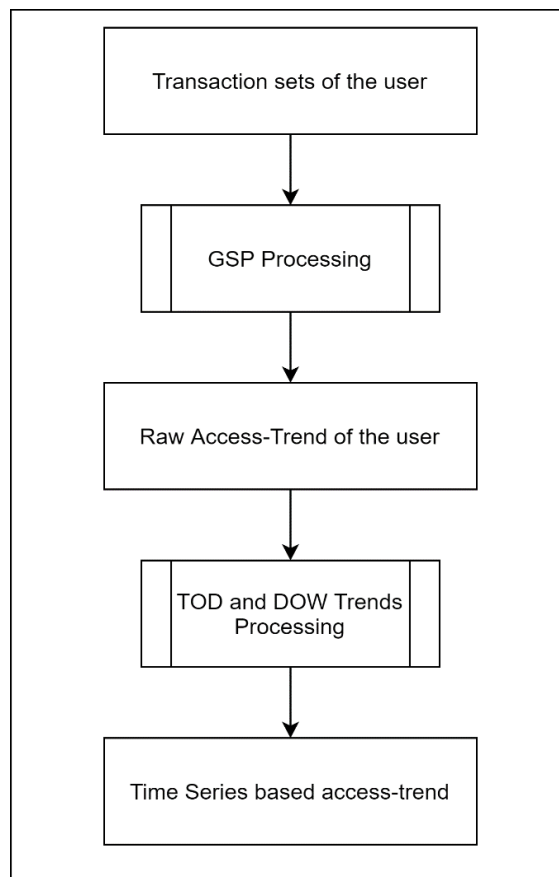 Transaction sets of the user
GSP Processing
Raw Access-Trend of the user
TOD and DOW Trends
Processing
Time Series based access-trend